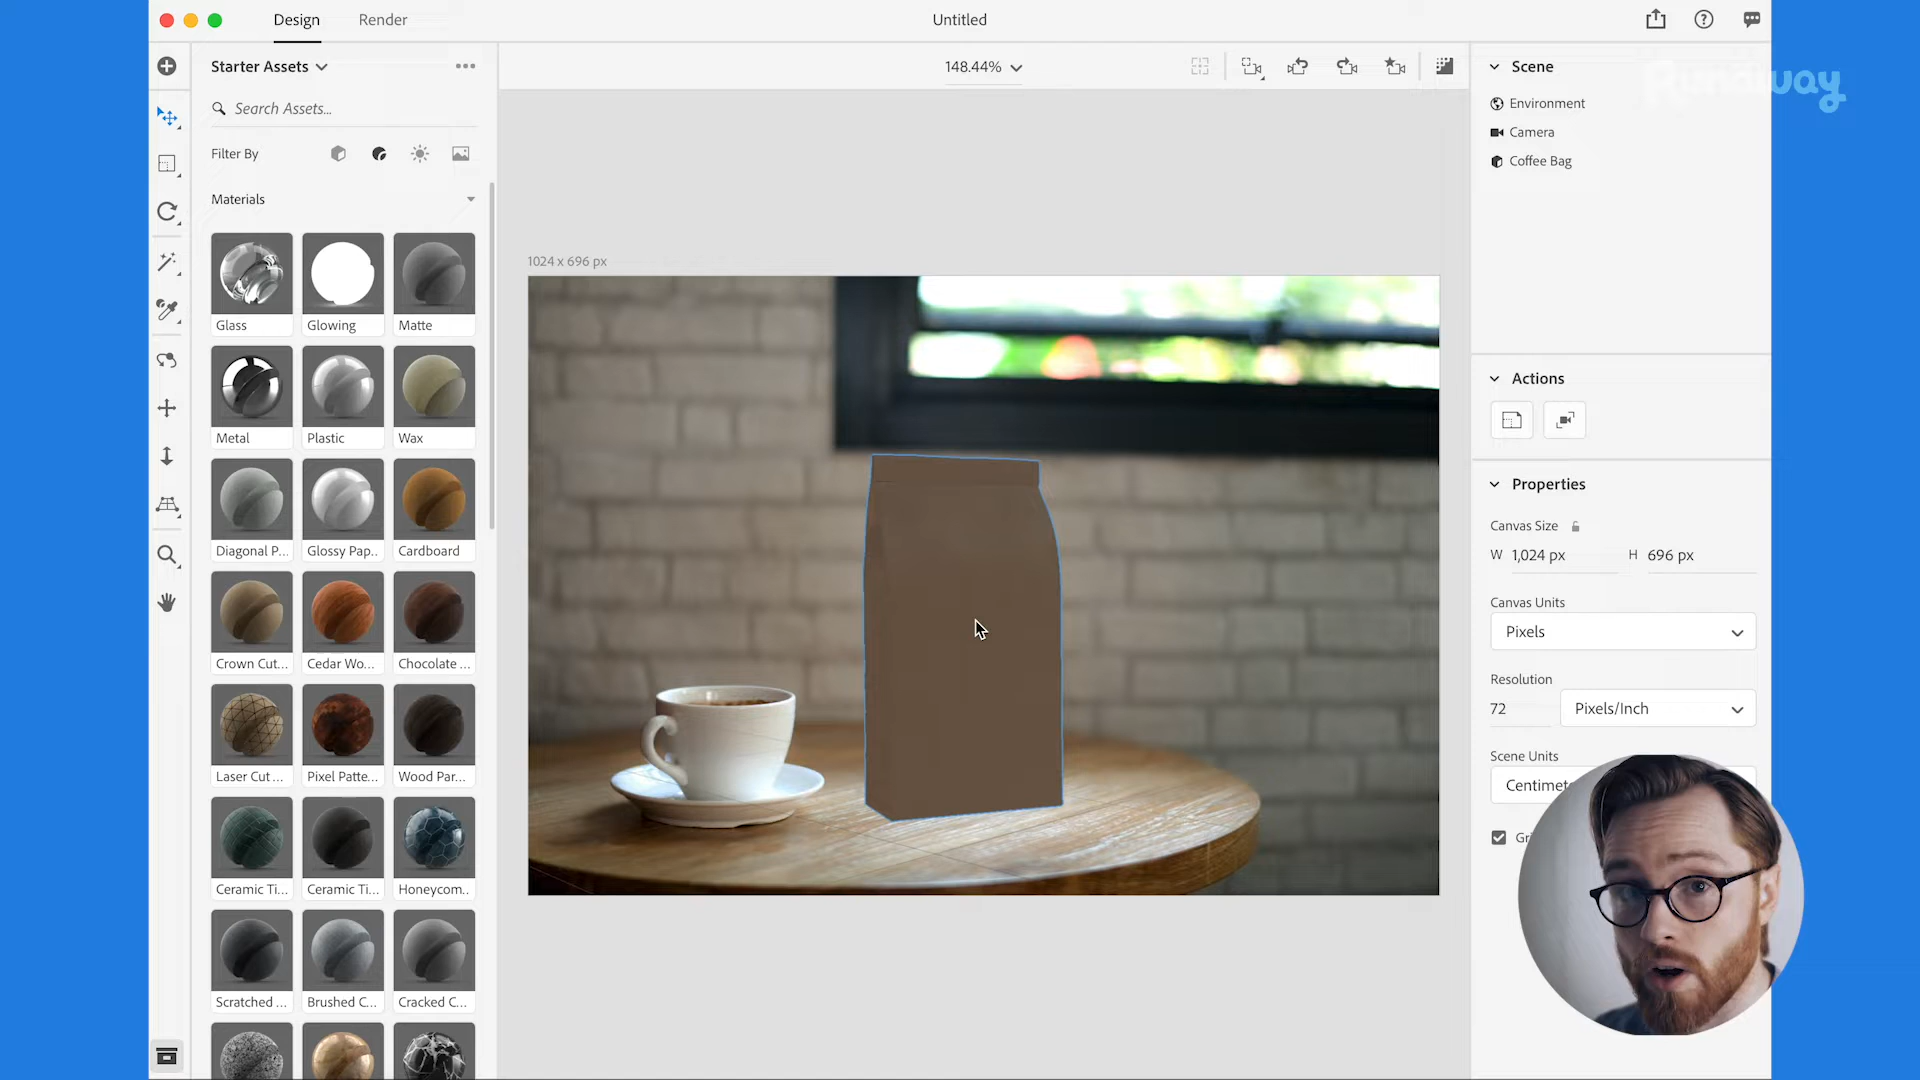 Design
Render
Untitled
Starter Assets
148.44%
Scene
Runaway
Search Assets...
Environment
Camera
Coffee Bag
Filter By
Materials
1024 x 696 px
Glass
Glowing
Matte
Metal
Plastic
Wax
Actions
Diagonal P...
Glossy Pap..
Cardboard
Properties
Canvas Size
W 1,024 px
H 696 px
Canvas Units
Pixels
Crown Cut...
Cedar Wo...
Chocolate ...
Resolution
72
Pixels/Inch
Laser Cut ...
Pixel Patte...
Wood Par...
Scene Units
Centimet
Gr
Ceramic Ti...
Ceramic Ti...
Honeycom..
Scratched ...
Brushed C...
Cracked C...